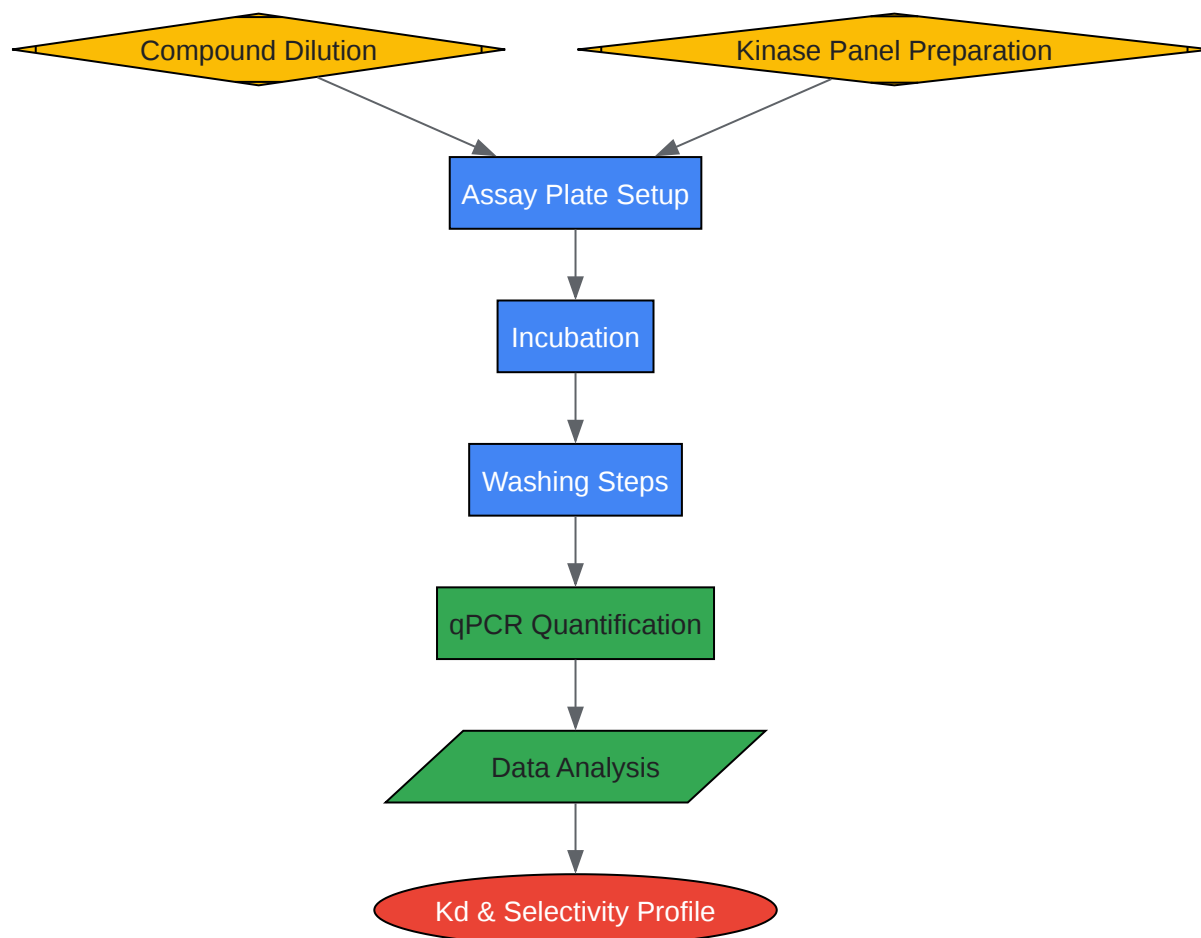 Compound Dilution
Kinase Panel Preparation
Assay Plate Setup
Incubation
Washing Steps
qPCR Quantification
Data Analysis
Kd & Selectivity Profile